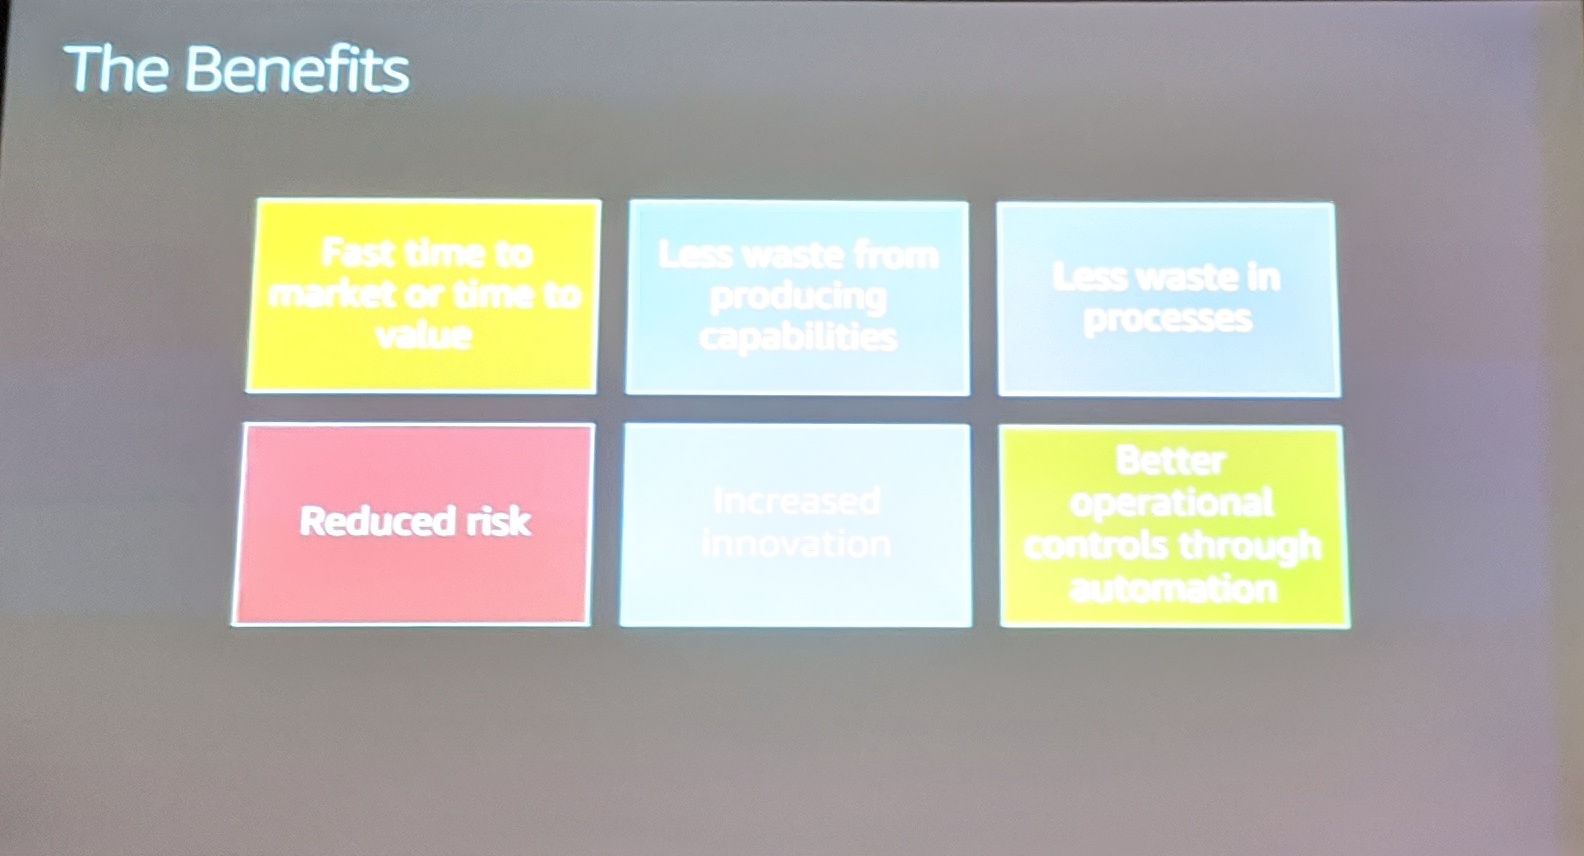 The Benefits
Fast time to
market or time to
value
Less waste from
producing
capabilities
Less waste in
processes
Reduced risk
Increased
innovation
Better
operational
controls through
automation